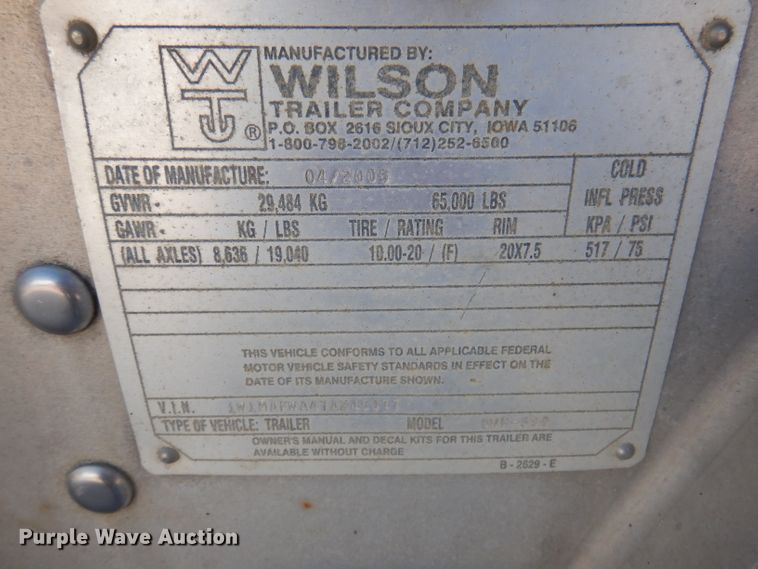 WTJ ®
MANUFACTURED BY:
WILSON
TRAILER COMPANY
P.O. BOX 2616 SIOUX CITY, IOWA 51106
1-800-798-2002/(712)252-6500
DATE OF MANUFACTURE: 04/2003
COLD
GVWR- 29,484 KG 65,000 LBS INFL PRESS
GAWR- KG / LBS TIRE / RATING RIM KPA / PSI
(ALL AXLES) 8,636 / 19,040 10.00-20 / (F) 20X7.5 517 / 75
THIS VEHICLE CONFORMS TO ALL APPLICABLE FEDERAL
MOTOR VEHICLE SAFETY STANDARDS IN EFFECT ON THE
DATE OF ITS MANUFACTURE SHOWN.
V.I.N.
TYPE OF VEHICLE: TRAILER MODEL
OWNER'S MANUAL AND DECAL KITS FOR THIS TRAILER ARE
AVAILABLE WITHOUT CHARGE
B - 2629 - E
Purple Wave Auction